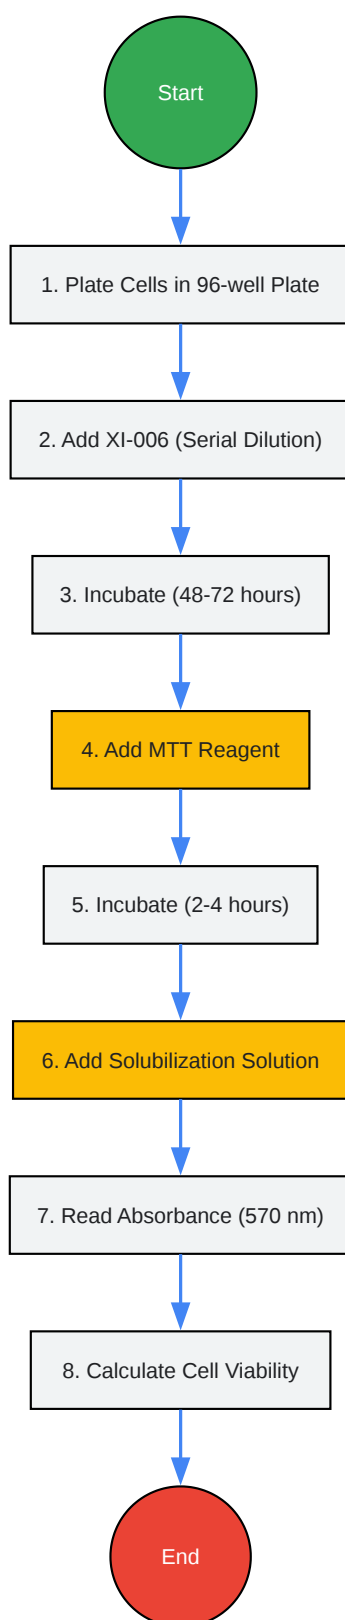 Start
1. Plate Cells in 96-well Plate
2. Add XI-006 (Serial Dilution)
3. Incubate (48-72 hours)
4. Add MTT Reagent
5. Incubate (2-4 hours)
6. Add Solubilization Solution
7. Read Absorbance (570 nm)
8. Calculate Cell Viability
End